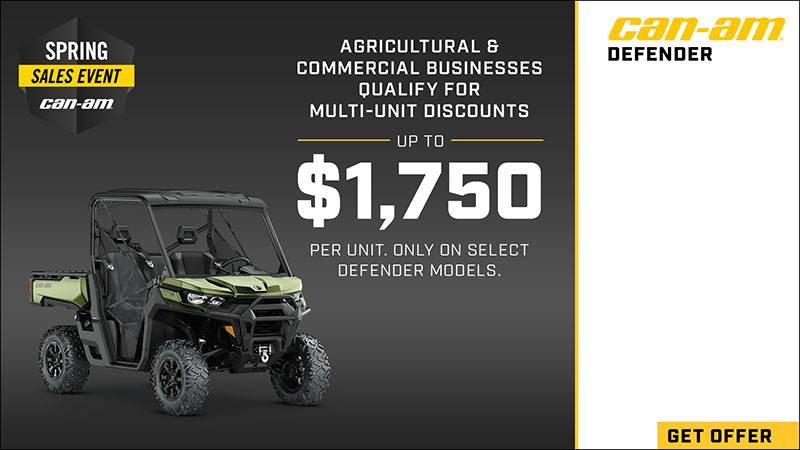 SPRING
SALES EVENT
can-am
AGRICULTURAL &
COMMERCIAL BUSINESSES
QUALIFY FOR
MULTI-UNIT DISCOUNTS
UP TO
$1,750
PER UNIT. ONLY ON SELECT
DEFENDER MODELS.
can-am
DEFENDER
GET OFFER